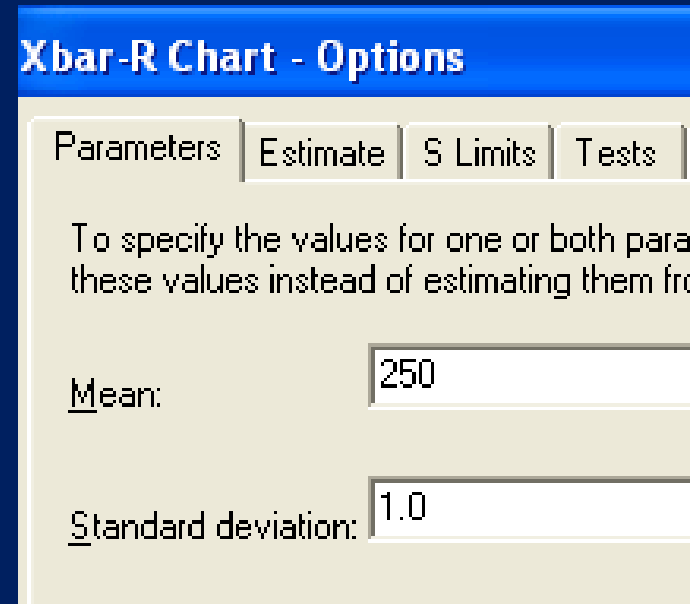 Xbar-R Chart - Options
Parameters Estimate S Limits Tests
To specify the values for one or both para
these values instead of estimating them fro
Mean: 250
Standard deviation: 1.0